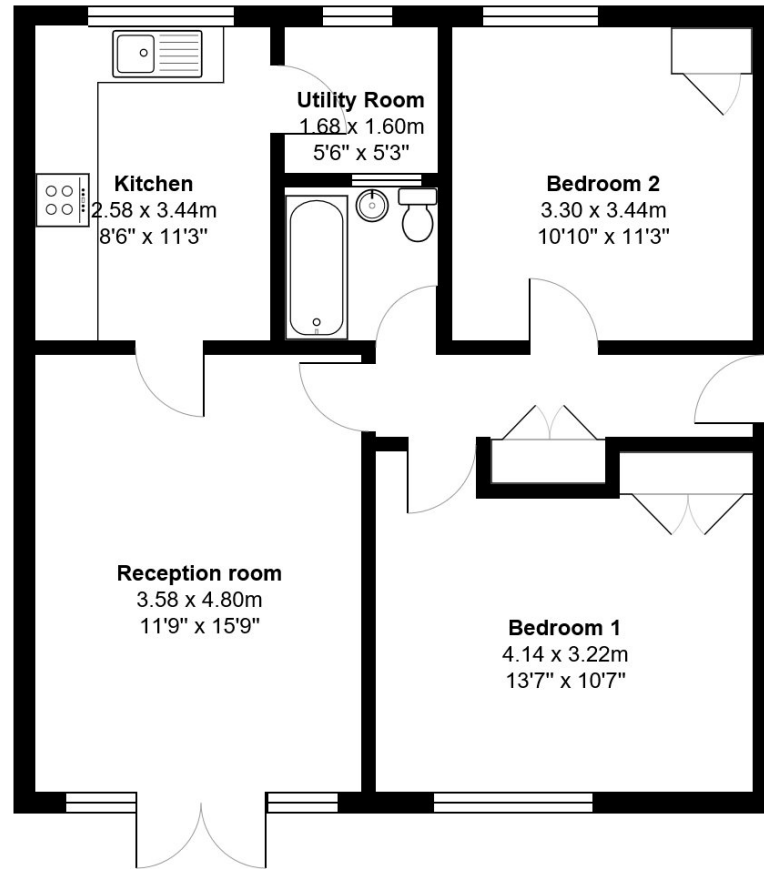 Utility Room
1.68 x 1.60m
5'6" x 5'3"
Kitchen
2.58 x 3.44m
8'6" x 11'3"
Bedroom 2
3.30 x 3.44m
10'10" x 11'3"
Reception room
3.58 x 4.80m
11'9" x 15'9"
Bedroom 1
4.14 x 3.22m
13'7" x 10'7"